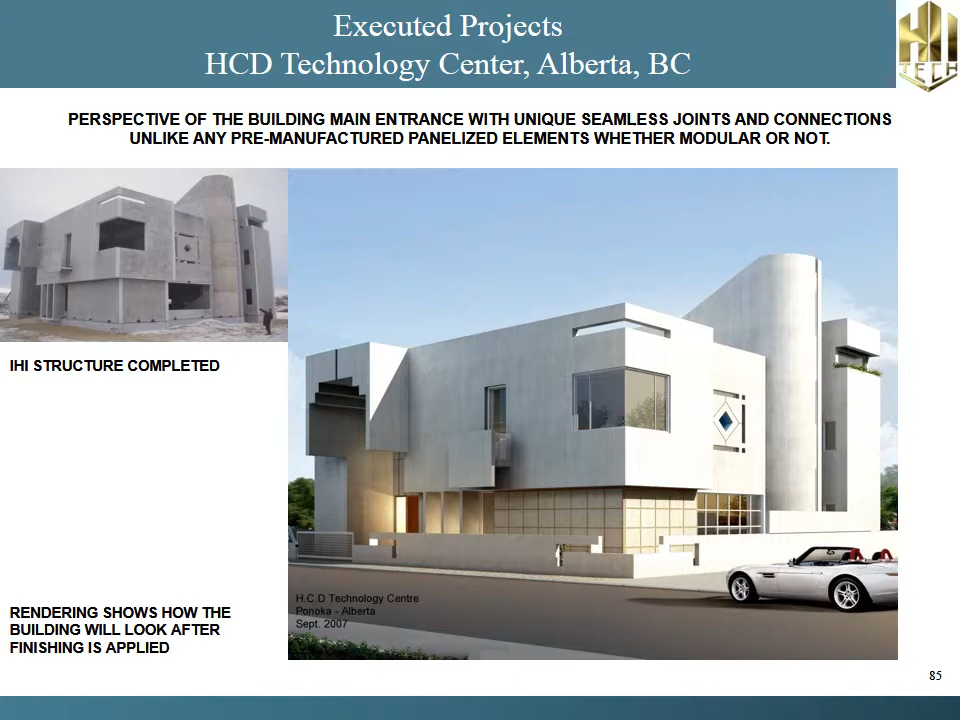 Executed Projects
HCD Technology Center, Alberta, BC
HI
TECH
PERSPECTIVE OF THE BUILDING MAIN ENTRANCE WITH UNIQUE SEAMLESS JOINTS AND CONNECTIONS
UNLIKE ANY PRE-MANUFACTURED PANELIZED ELEMENTS WHETHER MODULAR OR NOT.
IHI STRUCTURE COMPLETED
RENDERING SHOWS HOW THE
BUILDING WILL LOOK AFTER
FINISHING IS APPLIED
H.C.D Technology Centre
Ponoka - Alberta
Sept. 2007
85